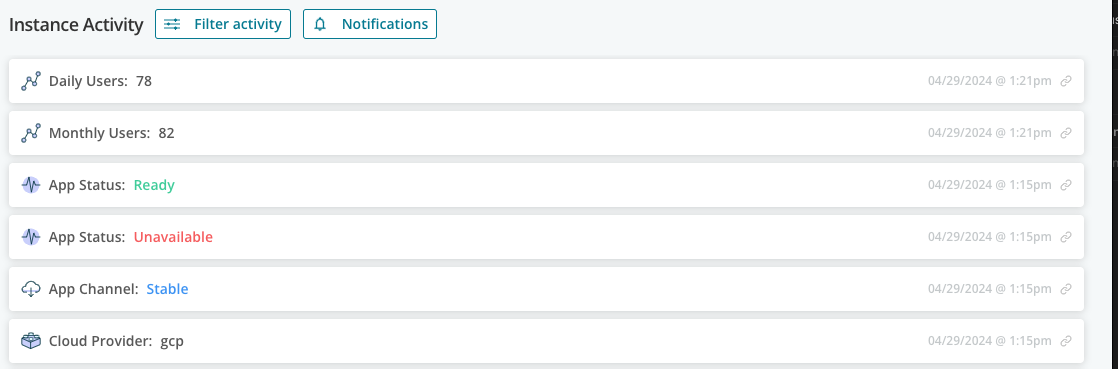 Instance Activity Filter activity Notifications
Daily Users: 78 04/29/2024 @ 1:21pm
Monthly Users: 82 04/29/2024 @ 1:21pm
App Status: Ready 04/29/2024 @ 1:15pm
App Status: Unavailable 04/29/2024 @ 1:15pm
App Channel: Stable 04/29/2024 @ 1:15pm
Cloud Provider: gcp 04/29/2024 @ 1:15pm